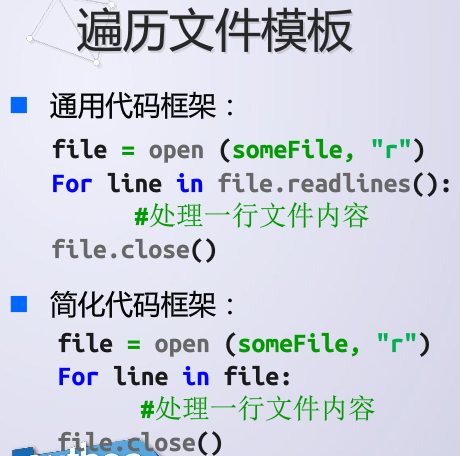 遍历文件模板
通用代码框架：
file = open (someFile, "r")
For line in file.readlines():
#处理一行文件内容
file.close()
简化代码框架：
file = open (someFile, "r")
For line in file:
#处理一行文件内容
file.close()